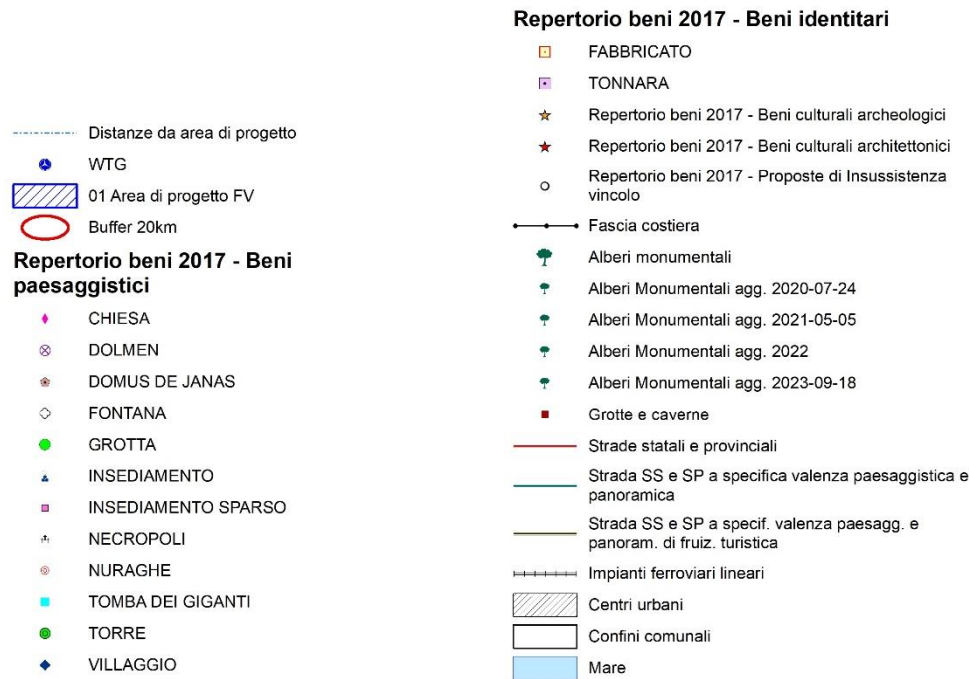 Distanze da area di progetto
WTG
01 Area di progetto FV
Buffer 20km
Repertorio beni 2017 - Beni
paesaggistici
CHIESA
DOLMEN
DOMUS DE JANAS
FONTANA
GROTTA
INSEDIAMENTO
INSEDIAMENTO SPARSO
NECROPOLI
NURAGHE
TOMBA DEI GIGANTI
TORRE
VILLAGGIO
Repertorio beni 2017 - Beni identitari
FABBRICATO
TONNARA
Repertorio beni 2017 - Beni culturali archeologici
Repertorio beni 2017 - Beni culturali architettonici
Repertorio beni 2017 - Proposte di Insussistenza
vincolo
Fascia costiera
Alberi monumentali
Alberi Monumentali agg. 2020-07-24
Alberi Monumentali agg. 2021-05-05
Alberi Monumentali agg. 2022
Alberi Monumentali agg. 2023-09-18
Grotte e caverne
Strade statali e provinciali
Strada SS e SP a specifica valenza paesaggistica e
panoramica
Strada SS e SP a specif. valenza paesagg. e
panoram. di fruiz. turistica
Impianti ferroviari lineari
Centri urbani
Confini comunali
Mare